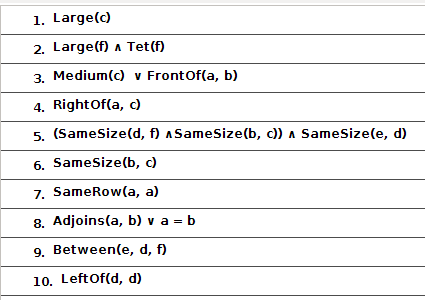 1. Large(c)
2. Large(f) ∧ Tet(f)
3. Medium(c) ∨ FrontOf(a, b)
4. RightOf(a, c)
5. (SameSize(d, f) ∧SameSize(b, c)) ∧ SameSize(e, d)
6. SameSize(b, c)
7. SameRow(a, a)
8. Adjoins(a, b) ∨ a = b
9. Between(e, d, f)
10. LeftOf(d, d)